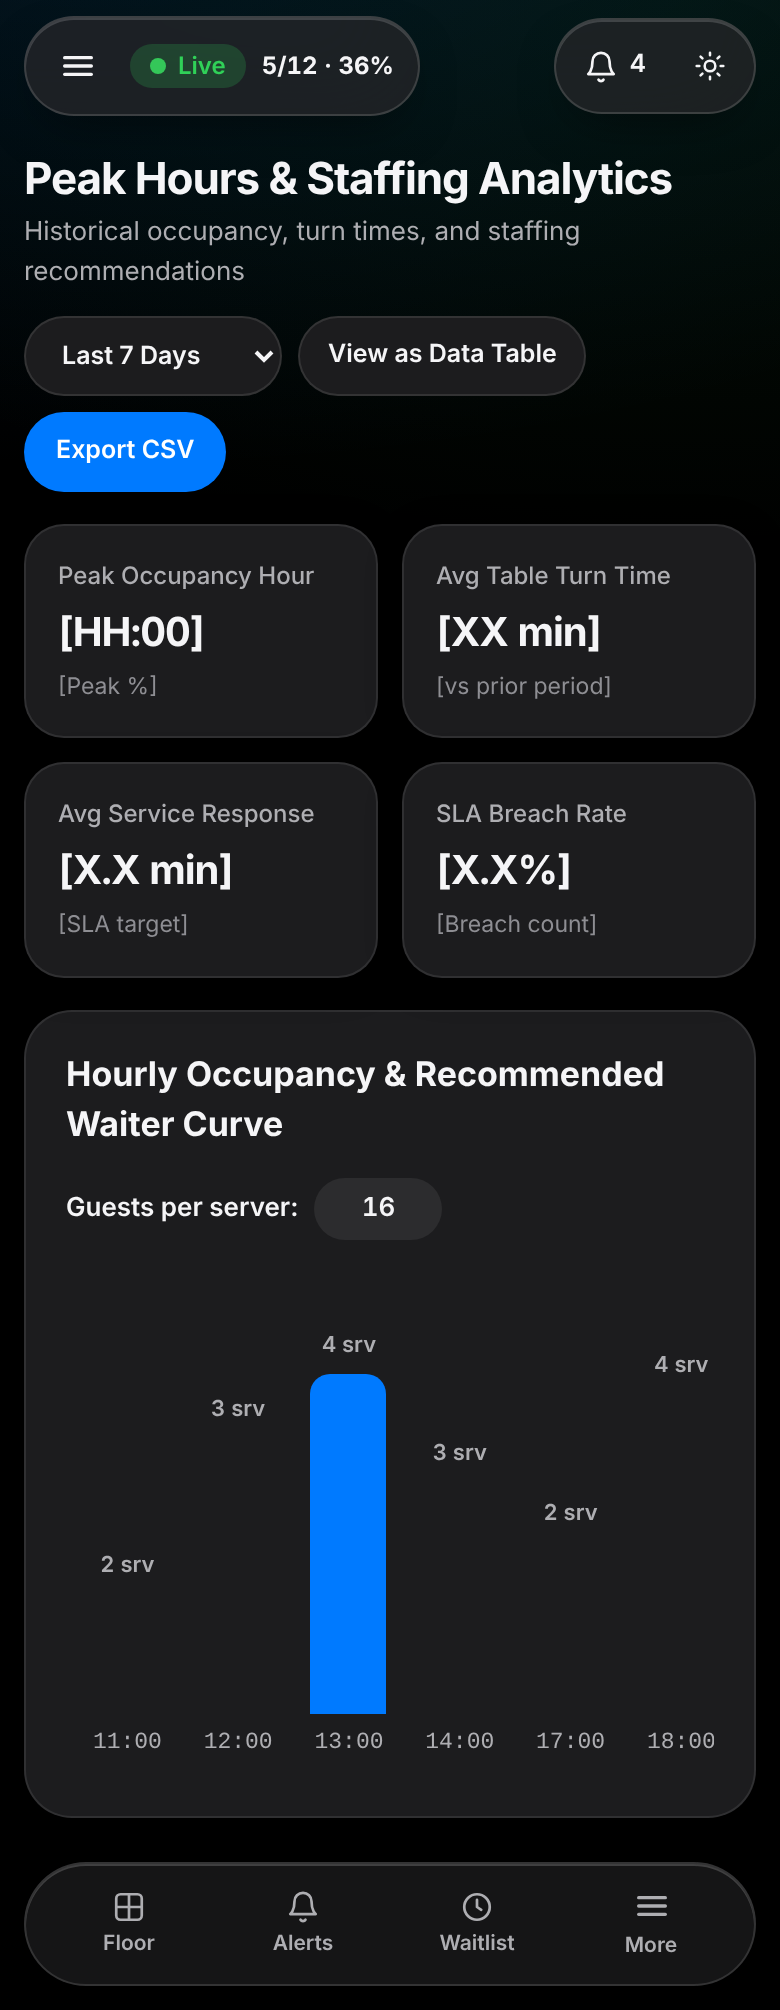 Live 5/12 · 36% 4
Peak Hours & Staffing Analytics
Historical occupancy, turn times, and staffing
recommendations
Last 7 Days View as Data Table
Export CSV
Peak Occupancy Hour
[HH:00]
[Peak %]
Avg Table Turn Time
[XX min]
[vs prior period]
Avg Service Response
[X.X min]
[SLA target]
SLA Breach Rate
[X.X%]
[Breach count]
Hourly Occupancy & Recommended
Waiter Curve
Guests per server: 16
4 srv
4 srv
3 srv
3 srv
2 srv
2 srv
11:00 12:00 13:00 14:00 17:00 18:00
Floor Alerts Waitlist More